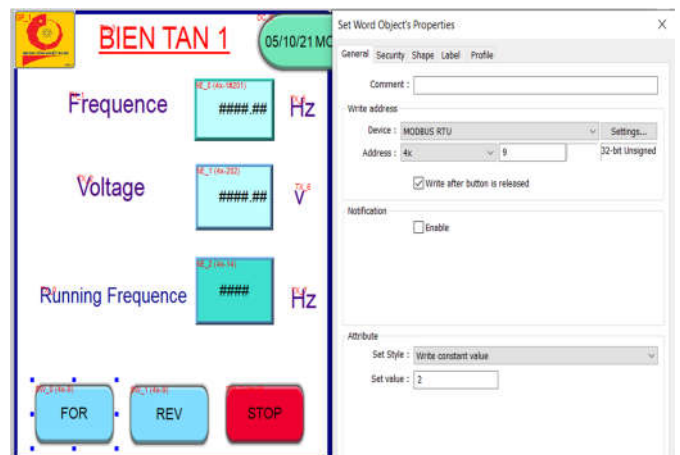 BIEN TAN 1
05/10/21 MO
Frequence
####.##
Hz
Voltage
####.##
V
Running Frequence
####
Hz
FOR
REV
STOP
Set Word Object's Properties
General Security Shape Label Profile
Comment :
Write address
Device : MODBUS RTU Settings...
Address : 4x 9 32-bit Unsigned
Write after button is released
Notification
Enable
Attribute
Set Style : Write constant value
Set value : 2